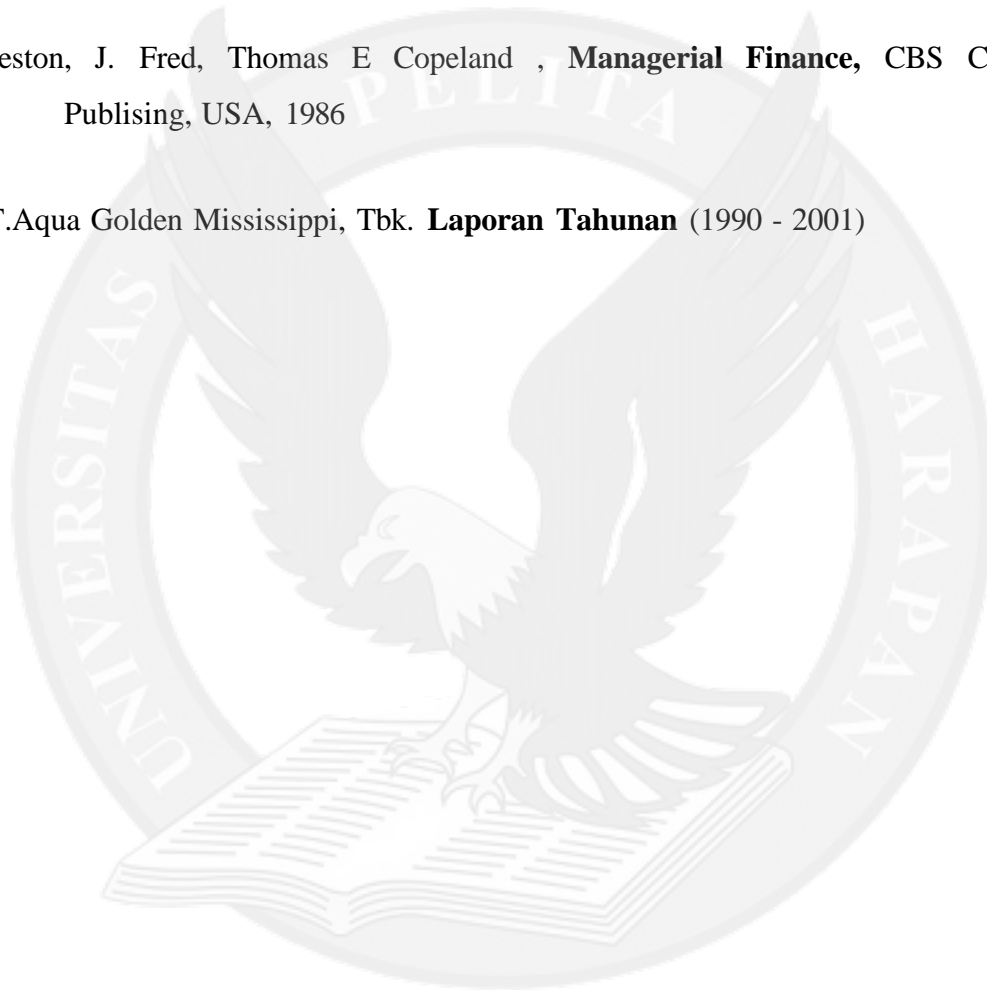 eston, J. Fred, Thomas E Copeland , Managerial Finance, CBS C
Publising, USA, 1986
T.Aqua Golden Mississippi, Tbk. Laporan Tahunan (1990 - 2001)
UNIVERSITAS PELITA HARAPAN